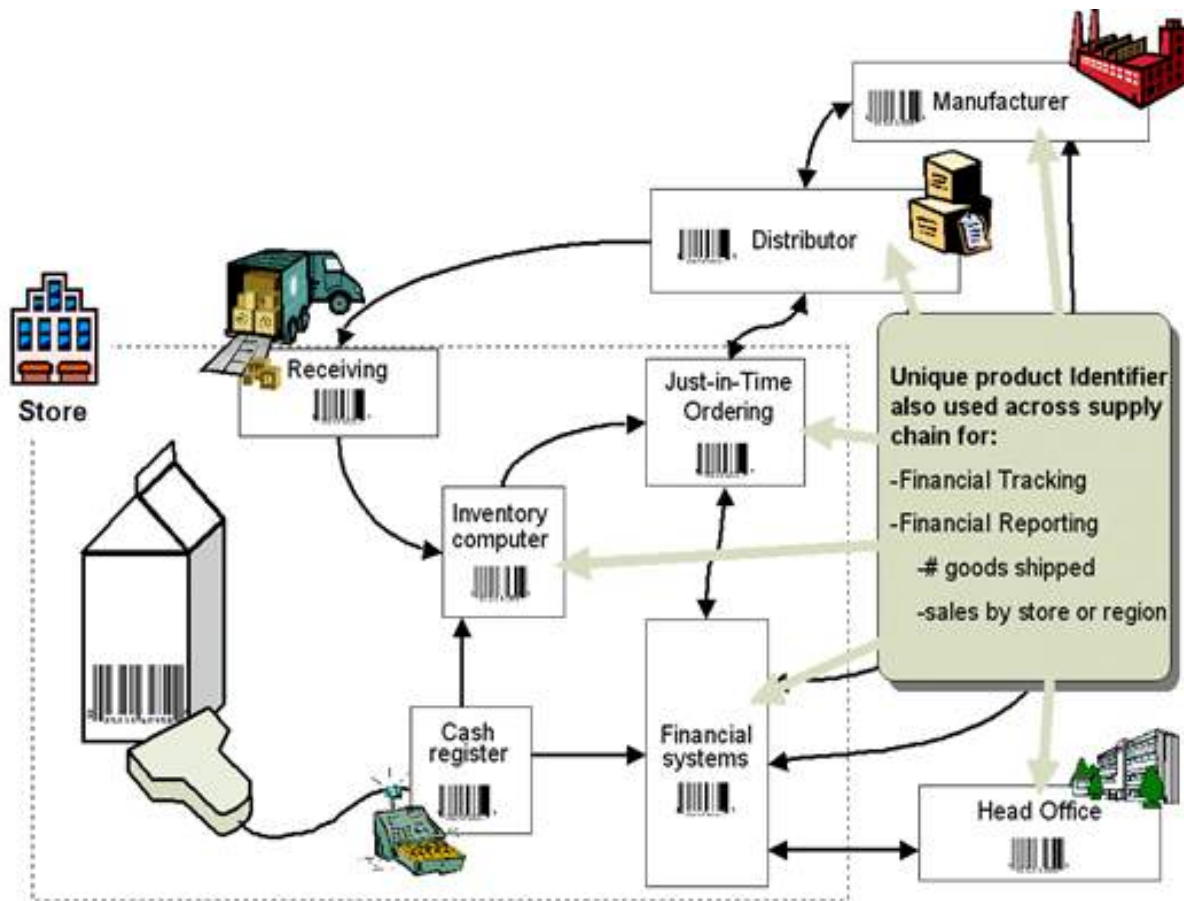 Manufacturer
Distributor
Store
Receiving
Just-in-Time
Ordering
Unique product Identifier
also used across supply
chain for:
-Financial Tracking
-Financial Reporting
-# goods shipped
-sales by store or region
Inventory
computer
Cash
register
Financial
systems
Head Office